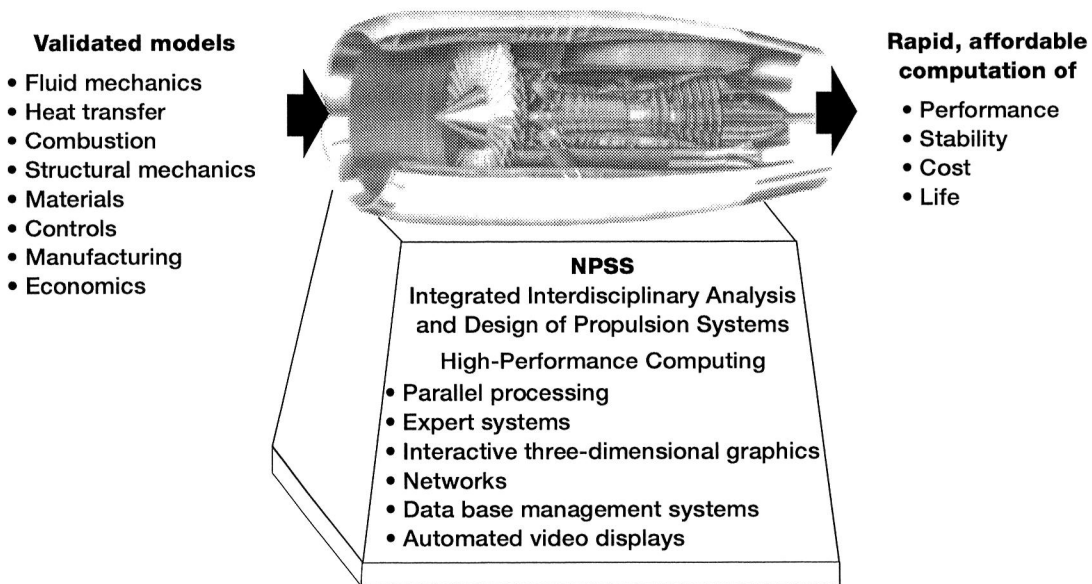 Validated models
• Fluid mechanics
• Heat transfer
• Combustion
• Structural mechanics
• Materials
• Controls
• Manufacturing
• Economics
Rapid, affordable
computation of
• Performance
• Stability
• Cost
• Life
NPSS
Integrated Interdisciplinary Analysis
and Design of Propulsion Systems
High-Performance Computing
• Parallel processing
• Expert systems
• Interactive three-dimensional graphics
• Networks
• Data base management systems
• Automated video displays